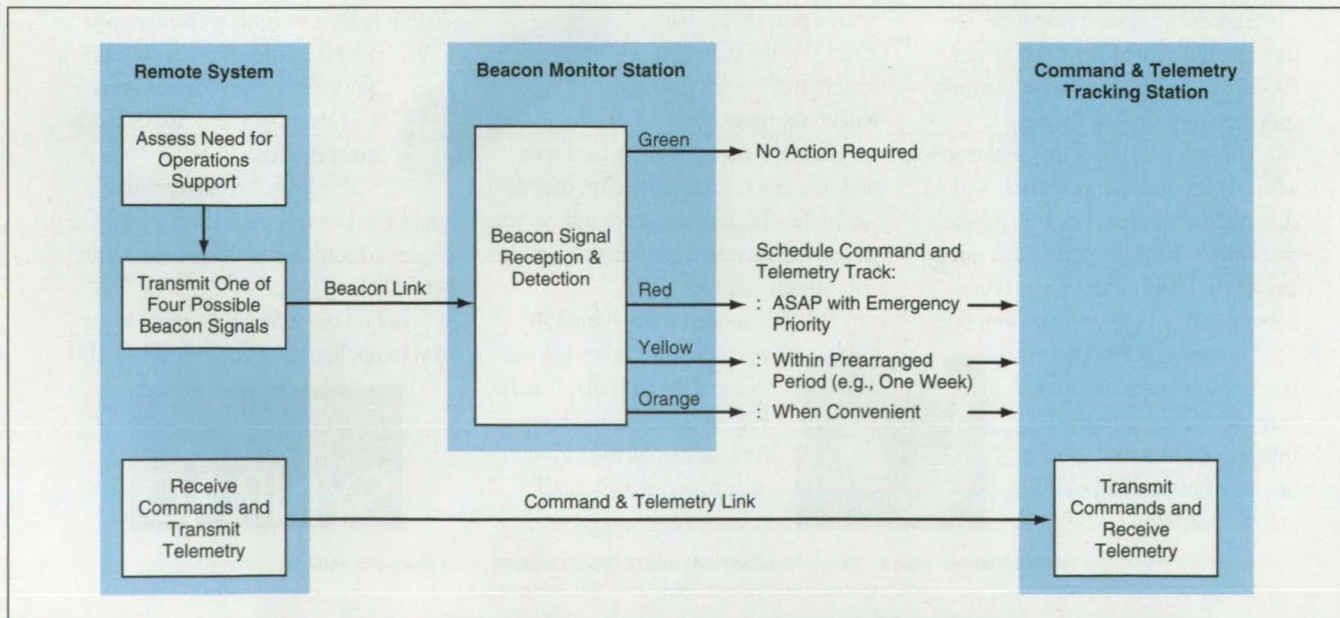 Remote System
Assess Need for
Operations
Support
Transmit One of
Four Possible
Beacon Signals
Receive
Commands and
Transmit
Telemetry
Beacon Link
Beacon Monitor Station
Beacon Signal
Reception &
Detection
Green
No Action Required
Schedule Command and
Telemetry Track:
Red
: ASAP with Emergency
Priority
Yellow
: Within Prearranged
Period (e.g., One Week)
Orange
: When Convenient
Command & Telemetry Link
Command & Telemetry
Tracking Station
Transmit
Commands and
Receive
Telemetry